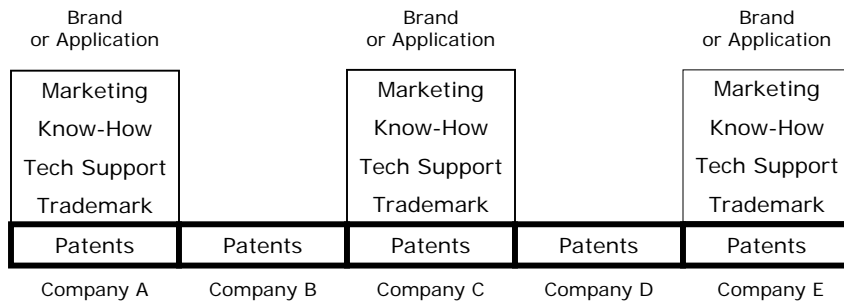 Brand
or Application
Brand
or Application
Brand
or Application
Marketing
Know-How
Tech Support
Trademark
Marketing
Know-How
Tech Support
Trademark
Marketing
Know-How
Tech Support
Trademark
Patents
Patents
Patents
Patents
Patents
Company A
Company B
Company C
Company D
Company E